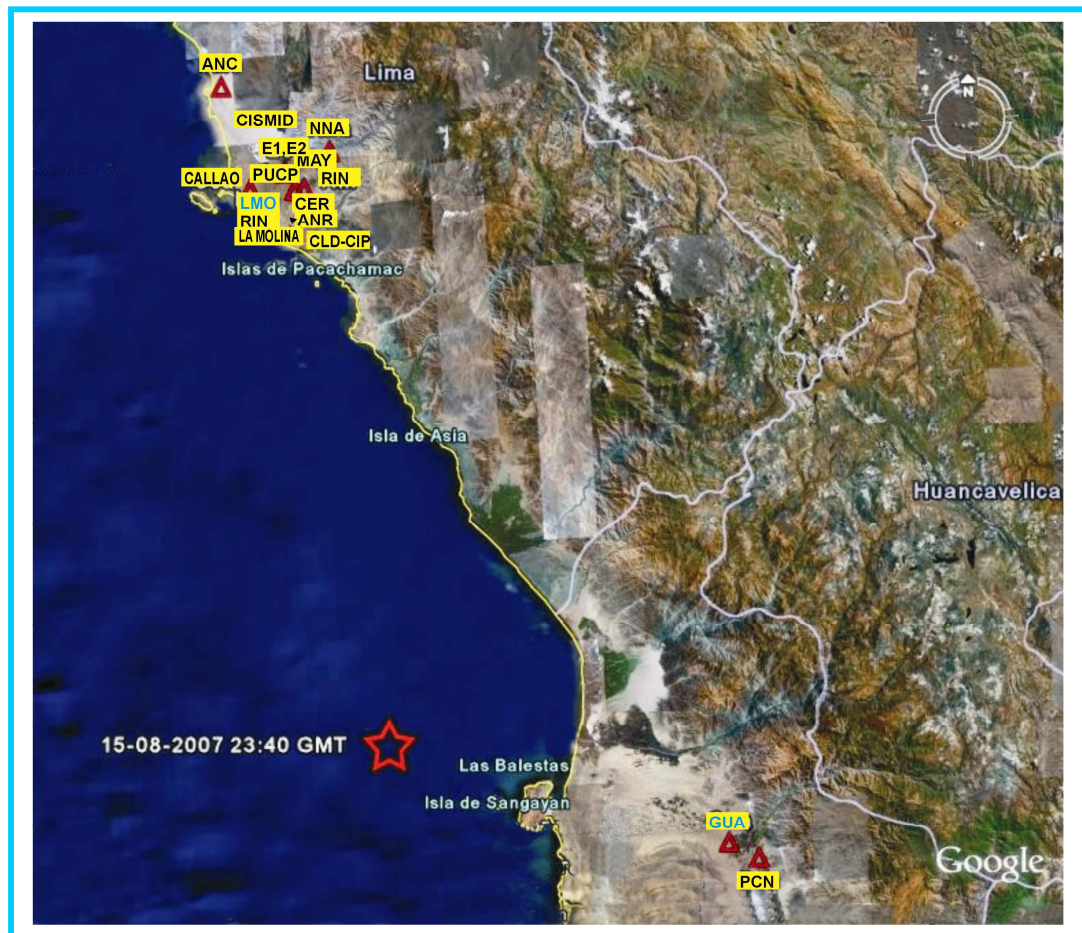 ANC
Lima
CISMID
NNA
E1,E2
MAY
CALLAO
PUCP
RIN
LMO
CER
RIN
ANR
LA MOLINA
CLD-CIP
Islas de Pacachamac
Isla de Asia
Huancavelica
15-08-2007 23:40 GMT
Las Balestas
Isla de Sangayan
GUA
PCN
Google
N